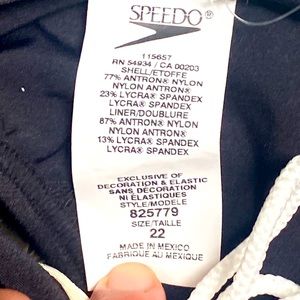 SPEEDO®
115657
RN 54934 / CA 00203
SHELL/ETOFFE
77% ANTRON® NYLON
NYLON ANTRON®
23% LYCRA® SPANDEX
LYCRA® SPANDEX
LINER/DOUBLURE
87% ANTRON® NYLON
NYLON ANTRON®
13% LYCRA® SPANDEX
LYCRA® SPANDEX
EXCLUSIVE OF
DECORATION & ELASTIC
SANS DECORATION
NI ÉLASTIQUES
STYLE/MODELE
825779
SIZE/TAILLE
22
MADE IN MEXICO
FABRIQUE AU MEXIQUE